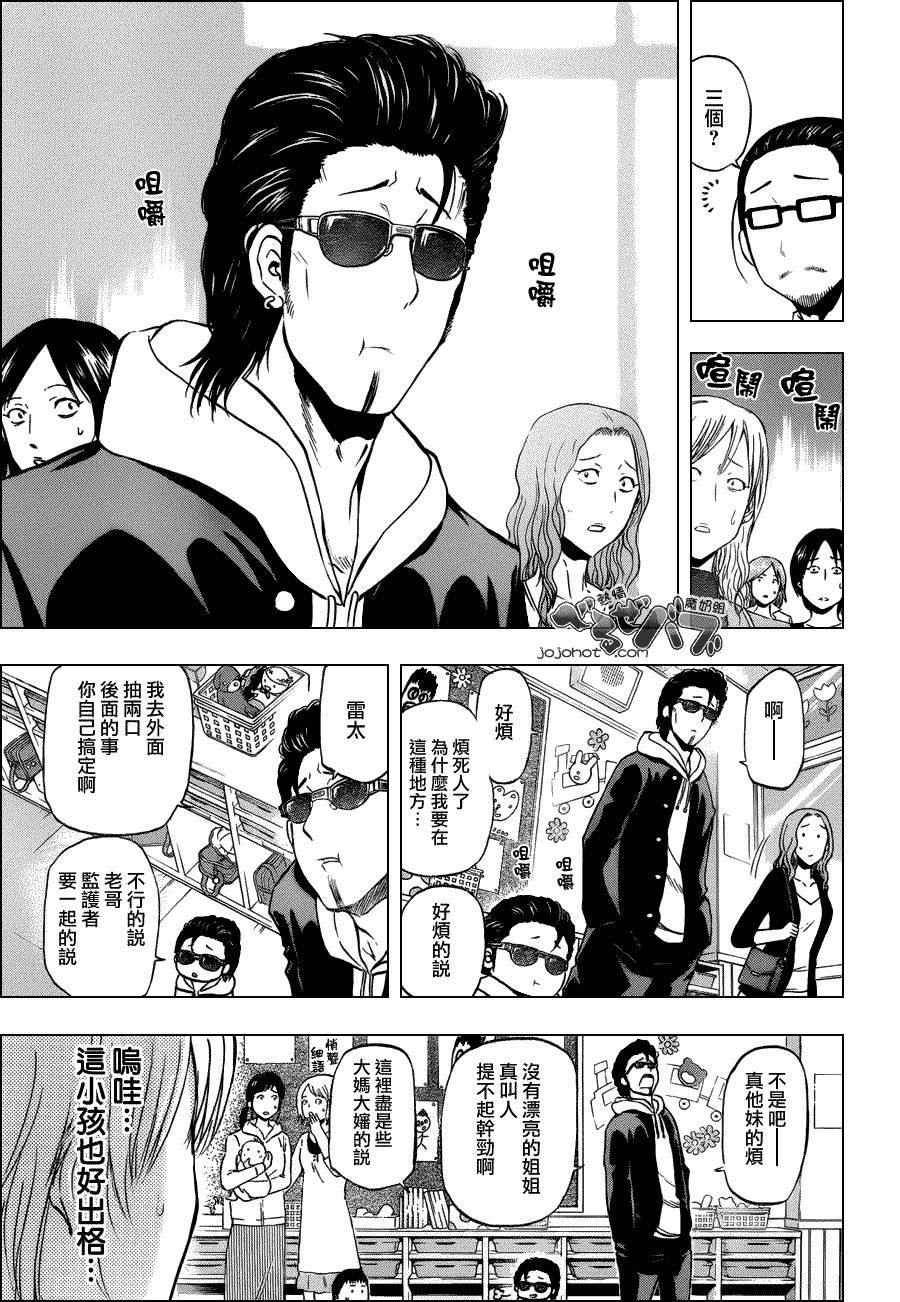 三個？
喧鬧
喧鬧
咀嚼
咀嚼
熱情
べるぜバブ
魔奶組
jojohot.com
啊——
好煩
煩死人了
為什麼我要在
這種地方…
咀嚼
咀嚼
好煩的說
雷太
我去外面
抽兩口
後面的事
你自己搞定啊
不行的說
老哥
監護者
要一起的說
不是吧——
真他妹的煩
沒有漂亮的姐姐
真叫人
提不起幹勁啊
這裡盡是些
大媽大嬸的說
悄聲
細語
嗚哇…
這小孩也好出格…